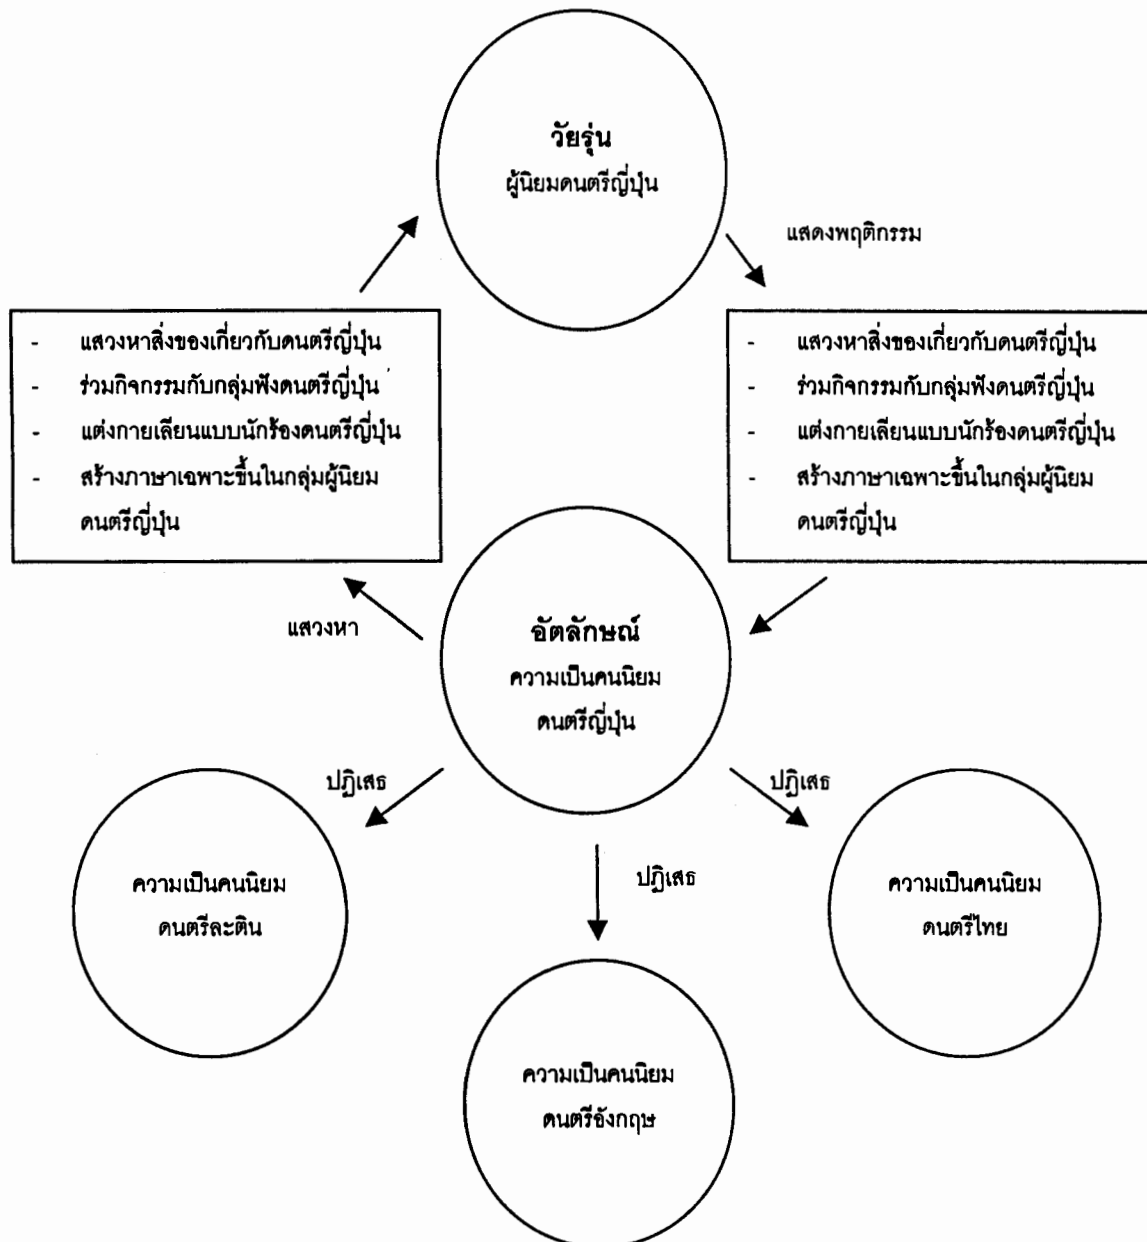 วัยรุ่น
ผู้นิยมดนตรีญี่ปุ่น
แสดงพฤติกรรม
- แสวงหาสิ่งของเกี่ยวกับดนตรีญี่ปุ่น
- ร่วมกิจกรรมกับกลุ่มฟังดนตรีญี่ปุ่น
- แต่งกายเลียนแบบนักร้องดนตรีญี่ปุ่น
- สร้างภาษาเฉพาะขึ้นในกลุ่มผู้นิยม
ดนตรีญี่ปุ่น
- แสวงหาสิ่งของเกี่ยวกับดนตรีญี่ปุ่น
- ร่วมกิจกรรมกับกลุ่มฟังดนตรีญี่ปุ่น
- แต่งกายเลียนแบบนักร้องดนตรีญี่ปุ่น
- สร้างภาษาเฉพาะขึ้นในกลุ่มผู้นิยม
ดนตรีญี่ปุ่น
แสวงหา
อัตลักษณ์
ความเป็นคนนิยม
ดนตรีญี่ปุ่น
ปฏิเสธ
ปฏิเสธ
ปฏิเสธ
ความเป็นคนนิยม
ดนตรีละติน
ความเป็นคนนิยม
ดนตรีไทย
ความเป็นคนนิยม
ดนตรีอังกฤษ